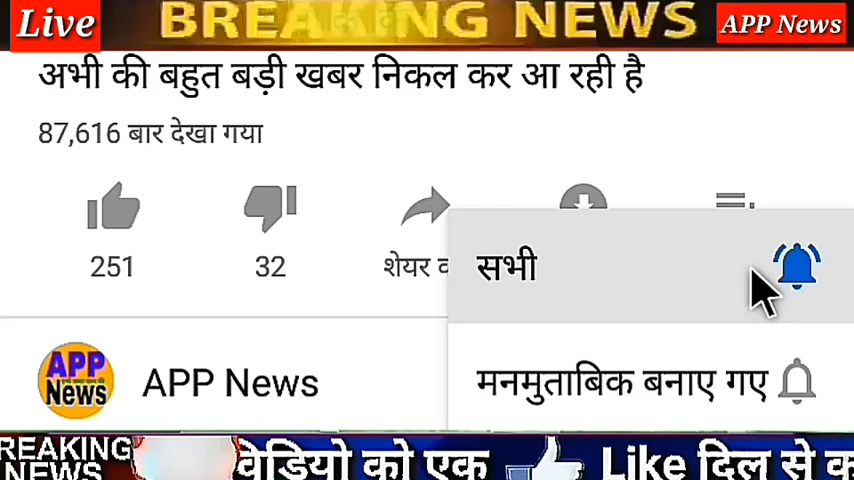 Live
BREAKING NEWS
APP News
अभी की बहुत बड़ी खबर निकल कर आ रही है
87,616 बार देखा गया
251
32
शेयर
सभी
APP
News
APP News
मनमुताबिक बनाए गए
REAKING
NEWS
वेडियो को एक
Like दिल से